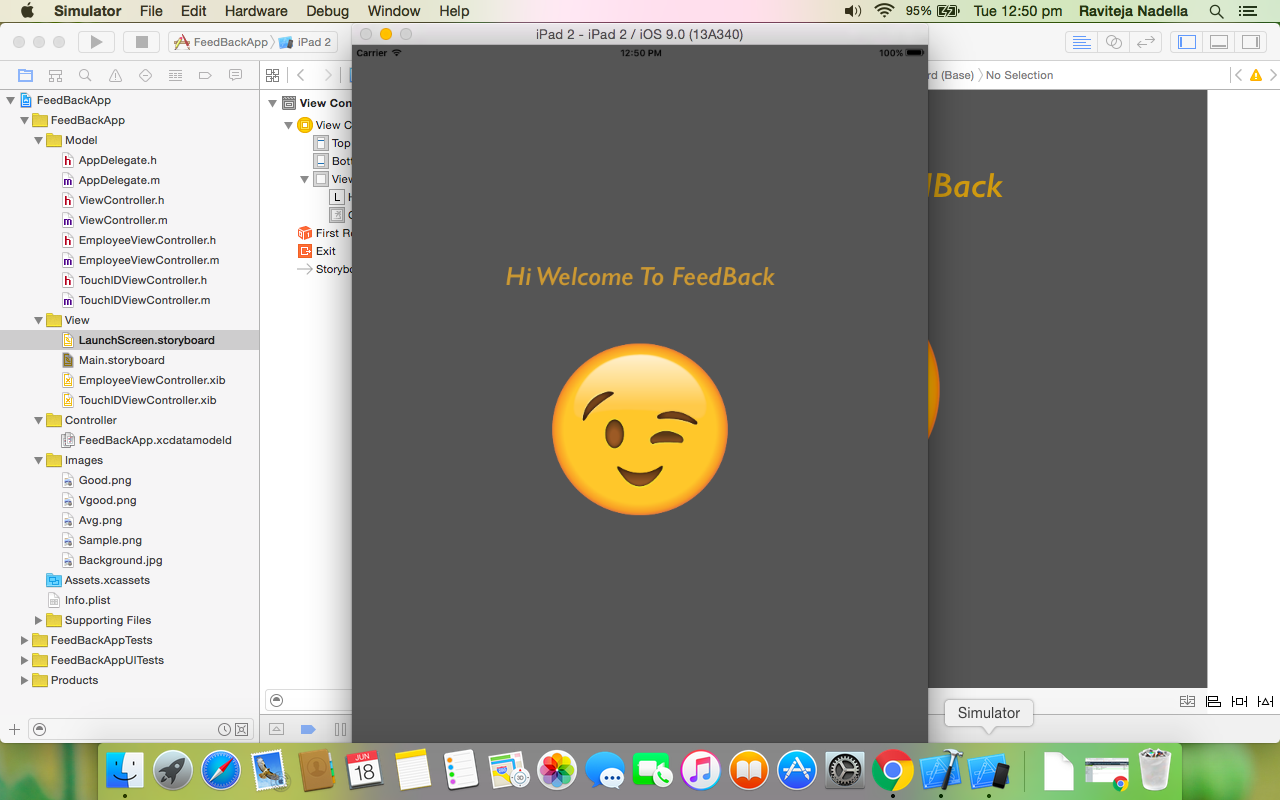 Simulator File Edit Hardware Debug Window Help 95% Tue 12:50 pm Raviteja Nadella
FeedBackApp iPad 2
iPad 2 - iPad 2 / iOS 9.0 (13A340)
Carrier 12:50 PM 100%
(Base) No Selection
FeedBackApp
FeedBackApp
Model
h AppDelegate.h
m AppDelegate.m
h ViewController.h
m ViewController.m
h EmployeeViewController.h
m EmployeeViewController.m
h TouchIDViewController.h
m TouchIDViewController.m
View
LaunchScreen.storyboard
Main.storyboard
EmployeeViewController.xib
TouchIDViewController.xib
Controller
FeedBackApp.xcdatamodeld
Images
Good.png
Vgood.png
Avg.png
Sample.png
Background.jpg
Assets.xcassets
Info.plist
Supporting Files
FeedBackAppTests
FeedBackAppUITests
Products
View Con
View C
Top
Bott
View
L
First Re
Exit
Storybo
Hi Welcome To FeedBack
dBack
Simulator
JUN
18
3D